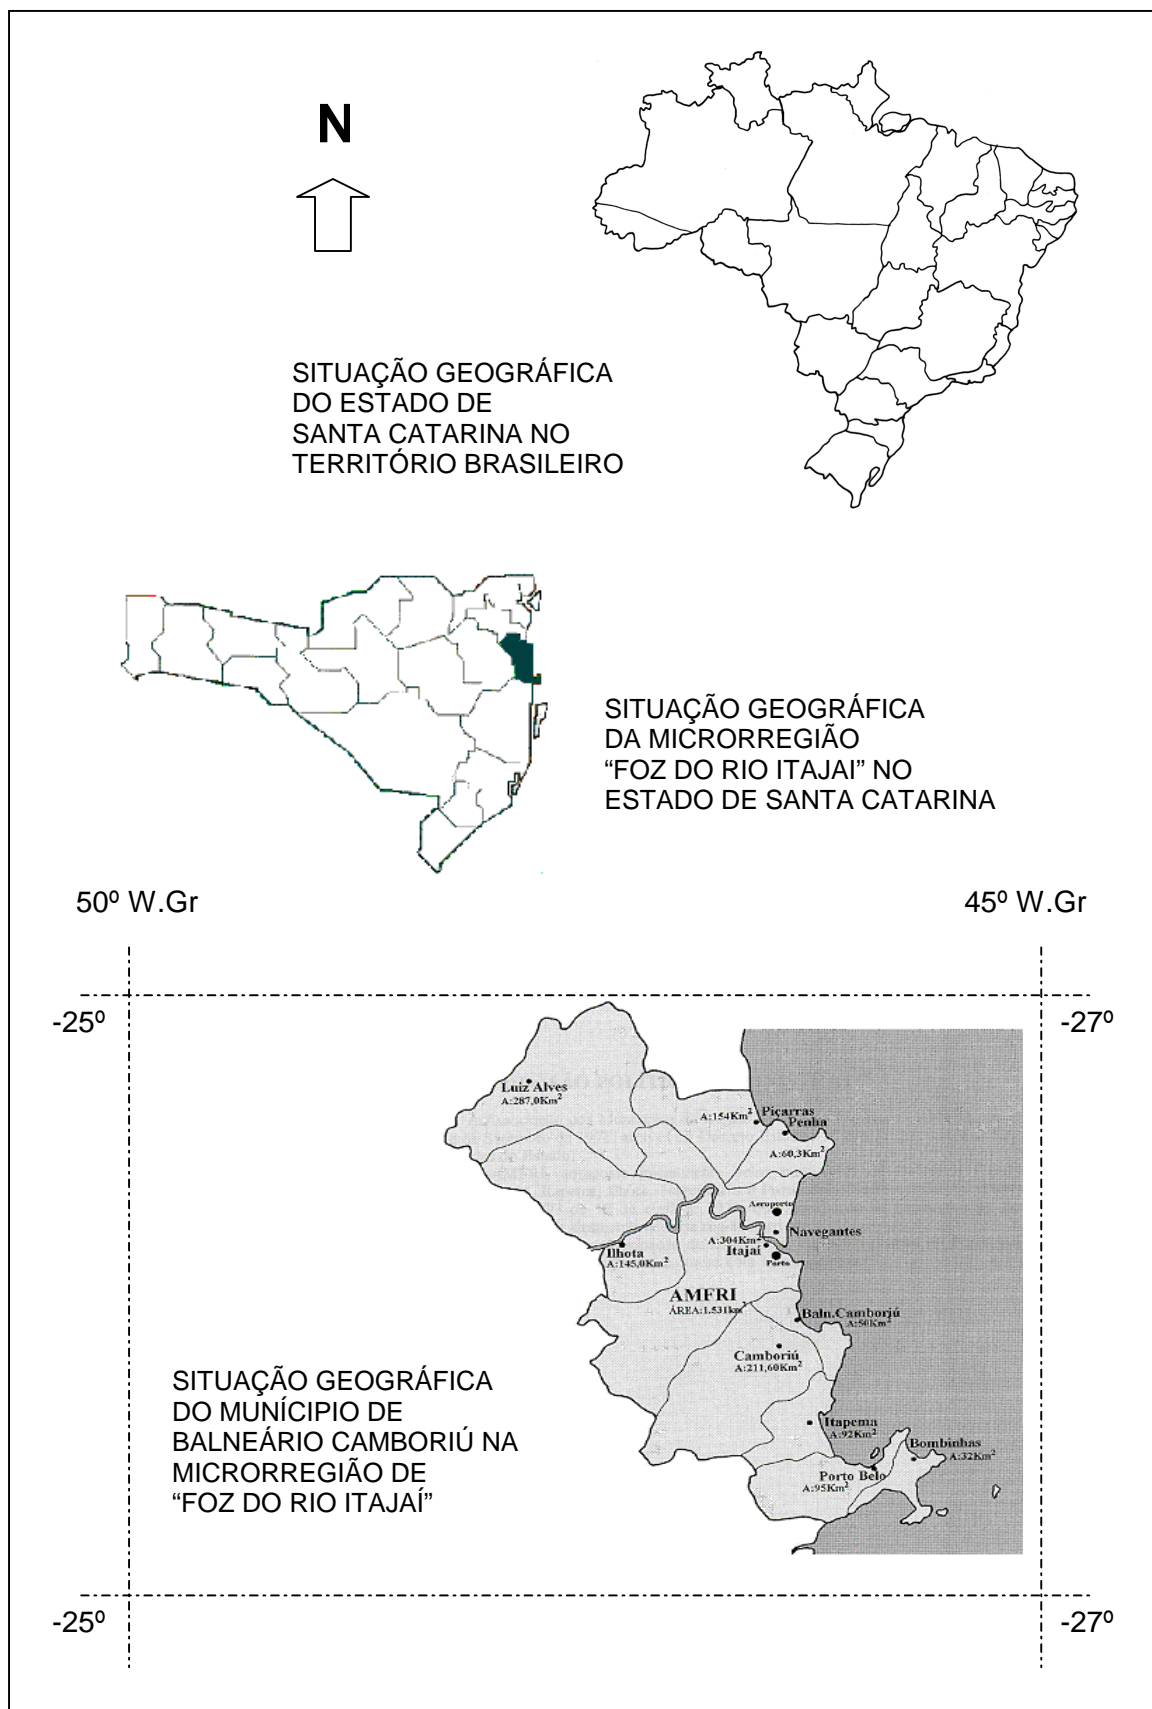 N
SITUAÇÃO GEOGRÁFICA
DO ESTADO DE
SANTA CATARINA NO
TERRITÓRIO BRASILEIRO
SITUAÇÃO GEOGRÁFICA
DA MICRORREGIÃO
“FOZ DO RIO ITAJAI” NO
ESTADO DE SANTA CATARINA
50º W.Gr
45º W.Gr
-25º
-27º
Luiz Alves
A:287,0Km²
A:154Km²
Piçarras
Penha
A:60,3Km²
Aeroporto
Navegantes
A:304Km²
Itajaí
Porto
Ilhota
A:145,0Km²
AMFRI
ÁREA:1.531km²
Baln.Camborjú
A:50Km²
Camboriú
A:211,60Km²
Itapema
A:92Km²
Bombinhas
A:32Km²
Porto Belo
A:95Km²
SITUAÇÃO GEOGRÁFICA
DO MUNÍCIPIO DE
BALNEÁRIO CAMBORIÚ NA
MICRORREGIÃO DE
“FOZ DO RIO ITAJAÍ”
-25º
-27º